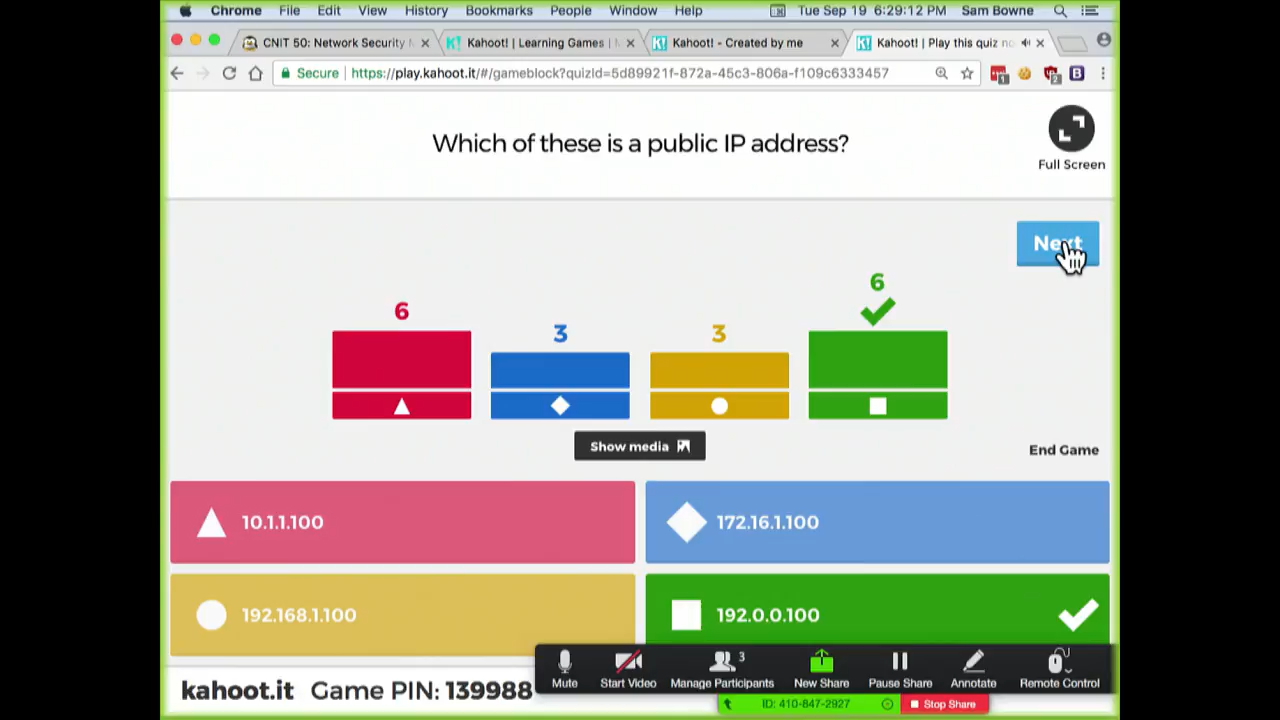 Chrome File Edit View History Bookmarks People Window Help Tue Sep 19 6:29:12 PM Sam Bowne
CNIT 50: Network Security Kahoot! | Learning Games | Kahoot! - Created by me Kahoot! | Play this quiz no
Secure https://play.kahoot.it/#/gameblock?quizId=5d89921f-872a-45c3-806a-f109c6333457
Which of these is a public IP address?
Full Screen
Next
6 3 3 6
Show media
End Game
10.1.1.100
172.16.1.100
192.168.1.100
192.0.0.100
kahoot.it Game PIN: 139988
3
Mute Start Video Manage Participants New Share Pause Share Annotate Remote Control
ID: 410-847-2927 Stop Share